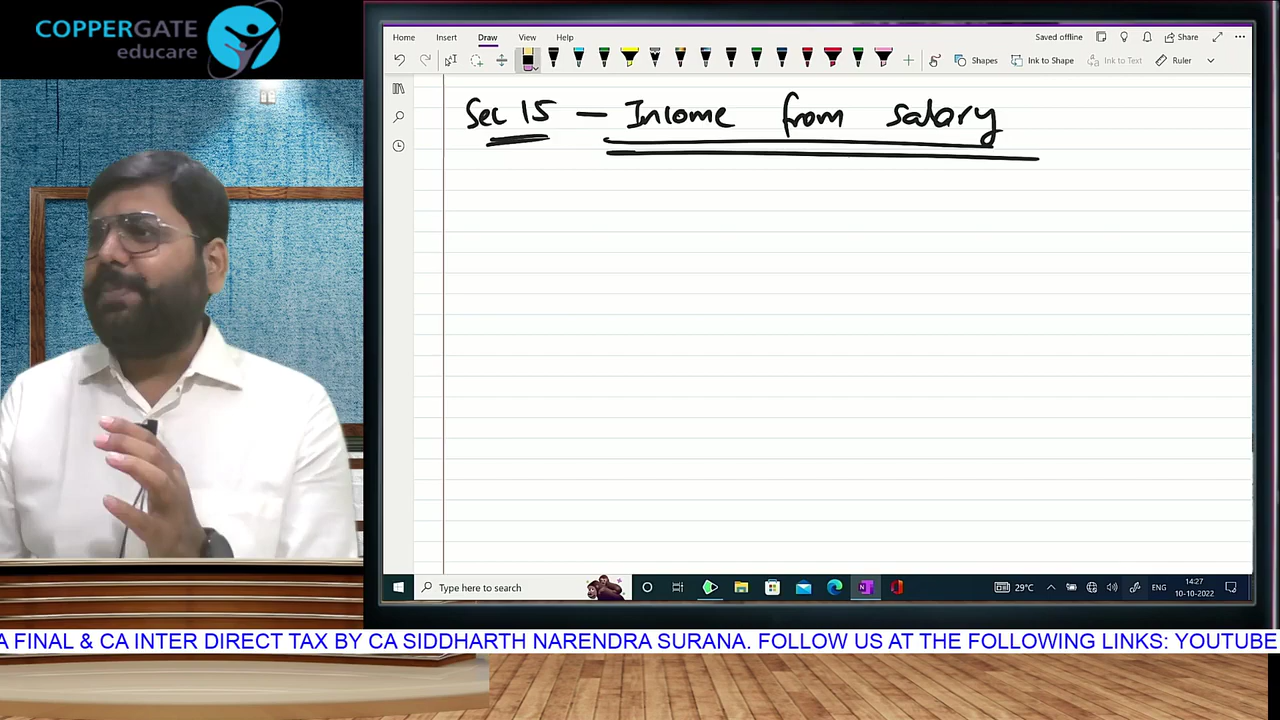 COPPERGATE
educare
Home Insert Draw View Help
Saved offline
Share
Shapes
Ink to Shape
Ink to Text
Ruler
Sec 15 — Income from salary
Type here to search
29°C
ENG
14:27
10-10-2022
A FINAL & CA INTER DIRECT TAX BY CA SIDDHARTH NARENDRA SURANA. FOLLOW US AT THE FOLLOWING LINKS: YOUTUBE